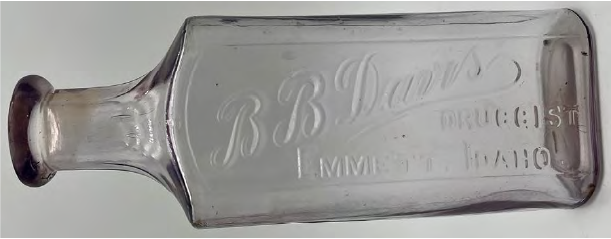 B B Davis
DRUGGIST
EMMETT, IDAHO